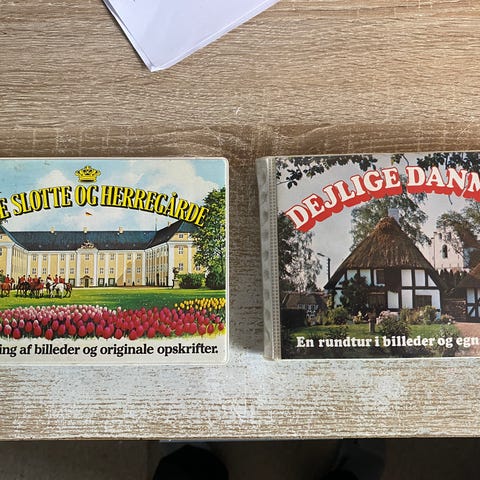 E SLOTTE OG HERREGÅRDE
ing af billeder og originale opskrifter.
DEJLIGE DANM
En rundtur i billeder og egn